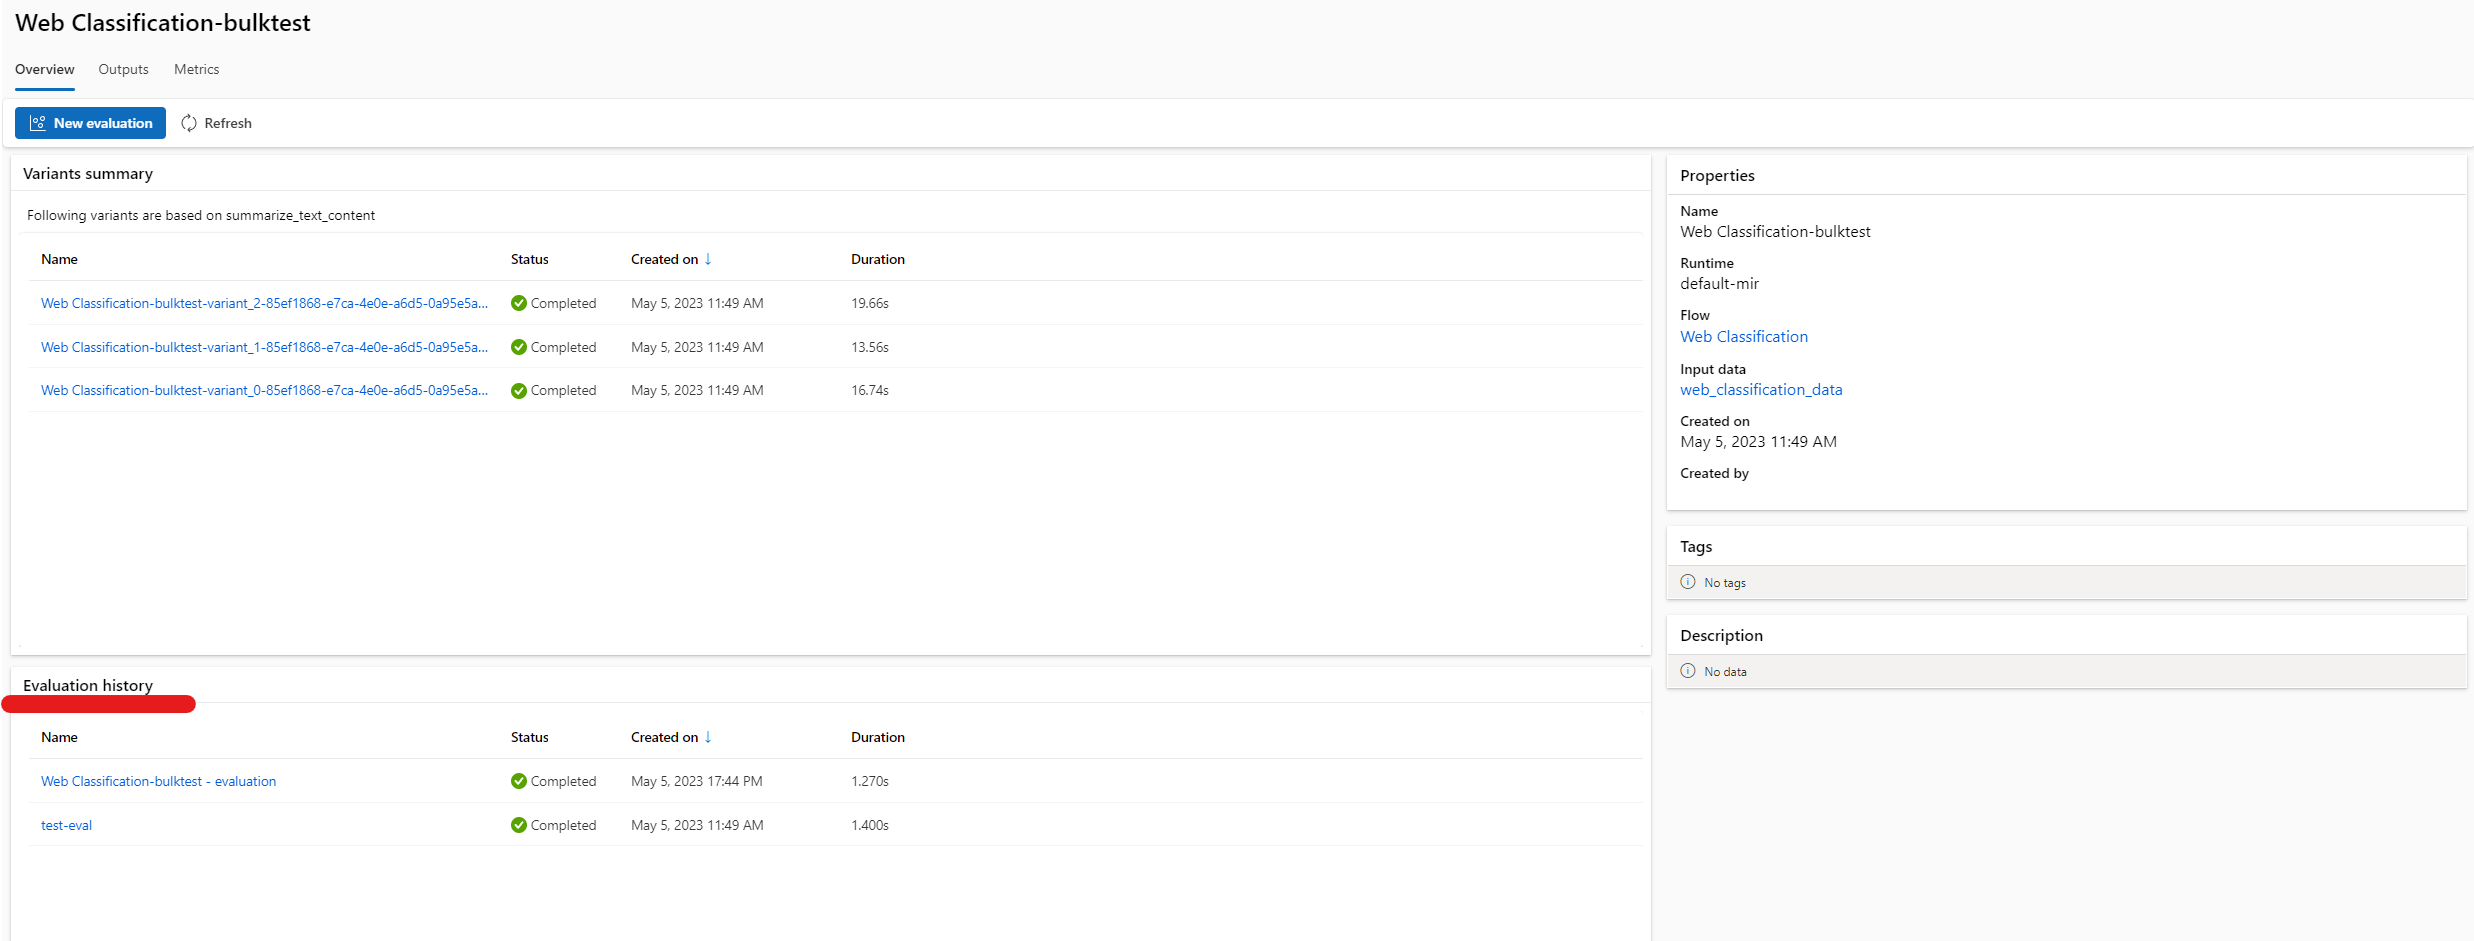 Web Classification-bulktest
Overview Outputs Metrics
New evaluation Refresh
Variants summary
Following variants are based on summarize_text_content
Name Status Created on ↓ Duration
Web Classification-bulktest-variant_2-85ef1868-e7ca-4e0e-a6d5-0a95e5a... Completed May 5, 2023 11:49 AM 19.66s
Web Classification-bulktest-variant_1-85ef1868-e7ca-4e0e-a6d5-0a95e5a... Completed May 5, 2023 11:49 AM 13.56s
Web Classification-bulktest-variant_0-85ef1868-e7ca-4e0e-a6d5-0a95e5a... Completed May 5, 2023 11:49 AM 16.74s
Evaluation history
Name Status Created on ↓ Duration
Web Classification-bulktest - evaluation Completed May 5, 2023 17:44 PM 1.270s
test-eval Completed May 5, 2023 11:49 AM 1.400s
Properties
Name
Web Classification-bulktest
Runtime
default-mir
Flow
Web Classification
Input data
web_classification_data
Created on
May 5, 2023 11:49 AM
Created by
Tags
No tags
Description
No data